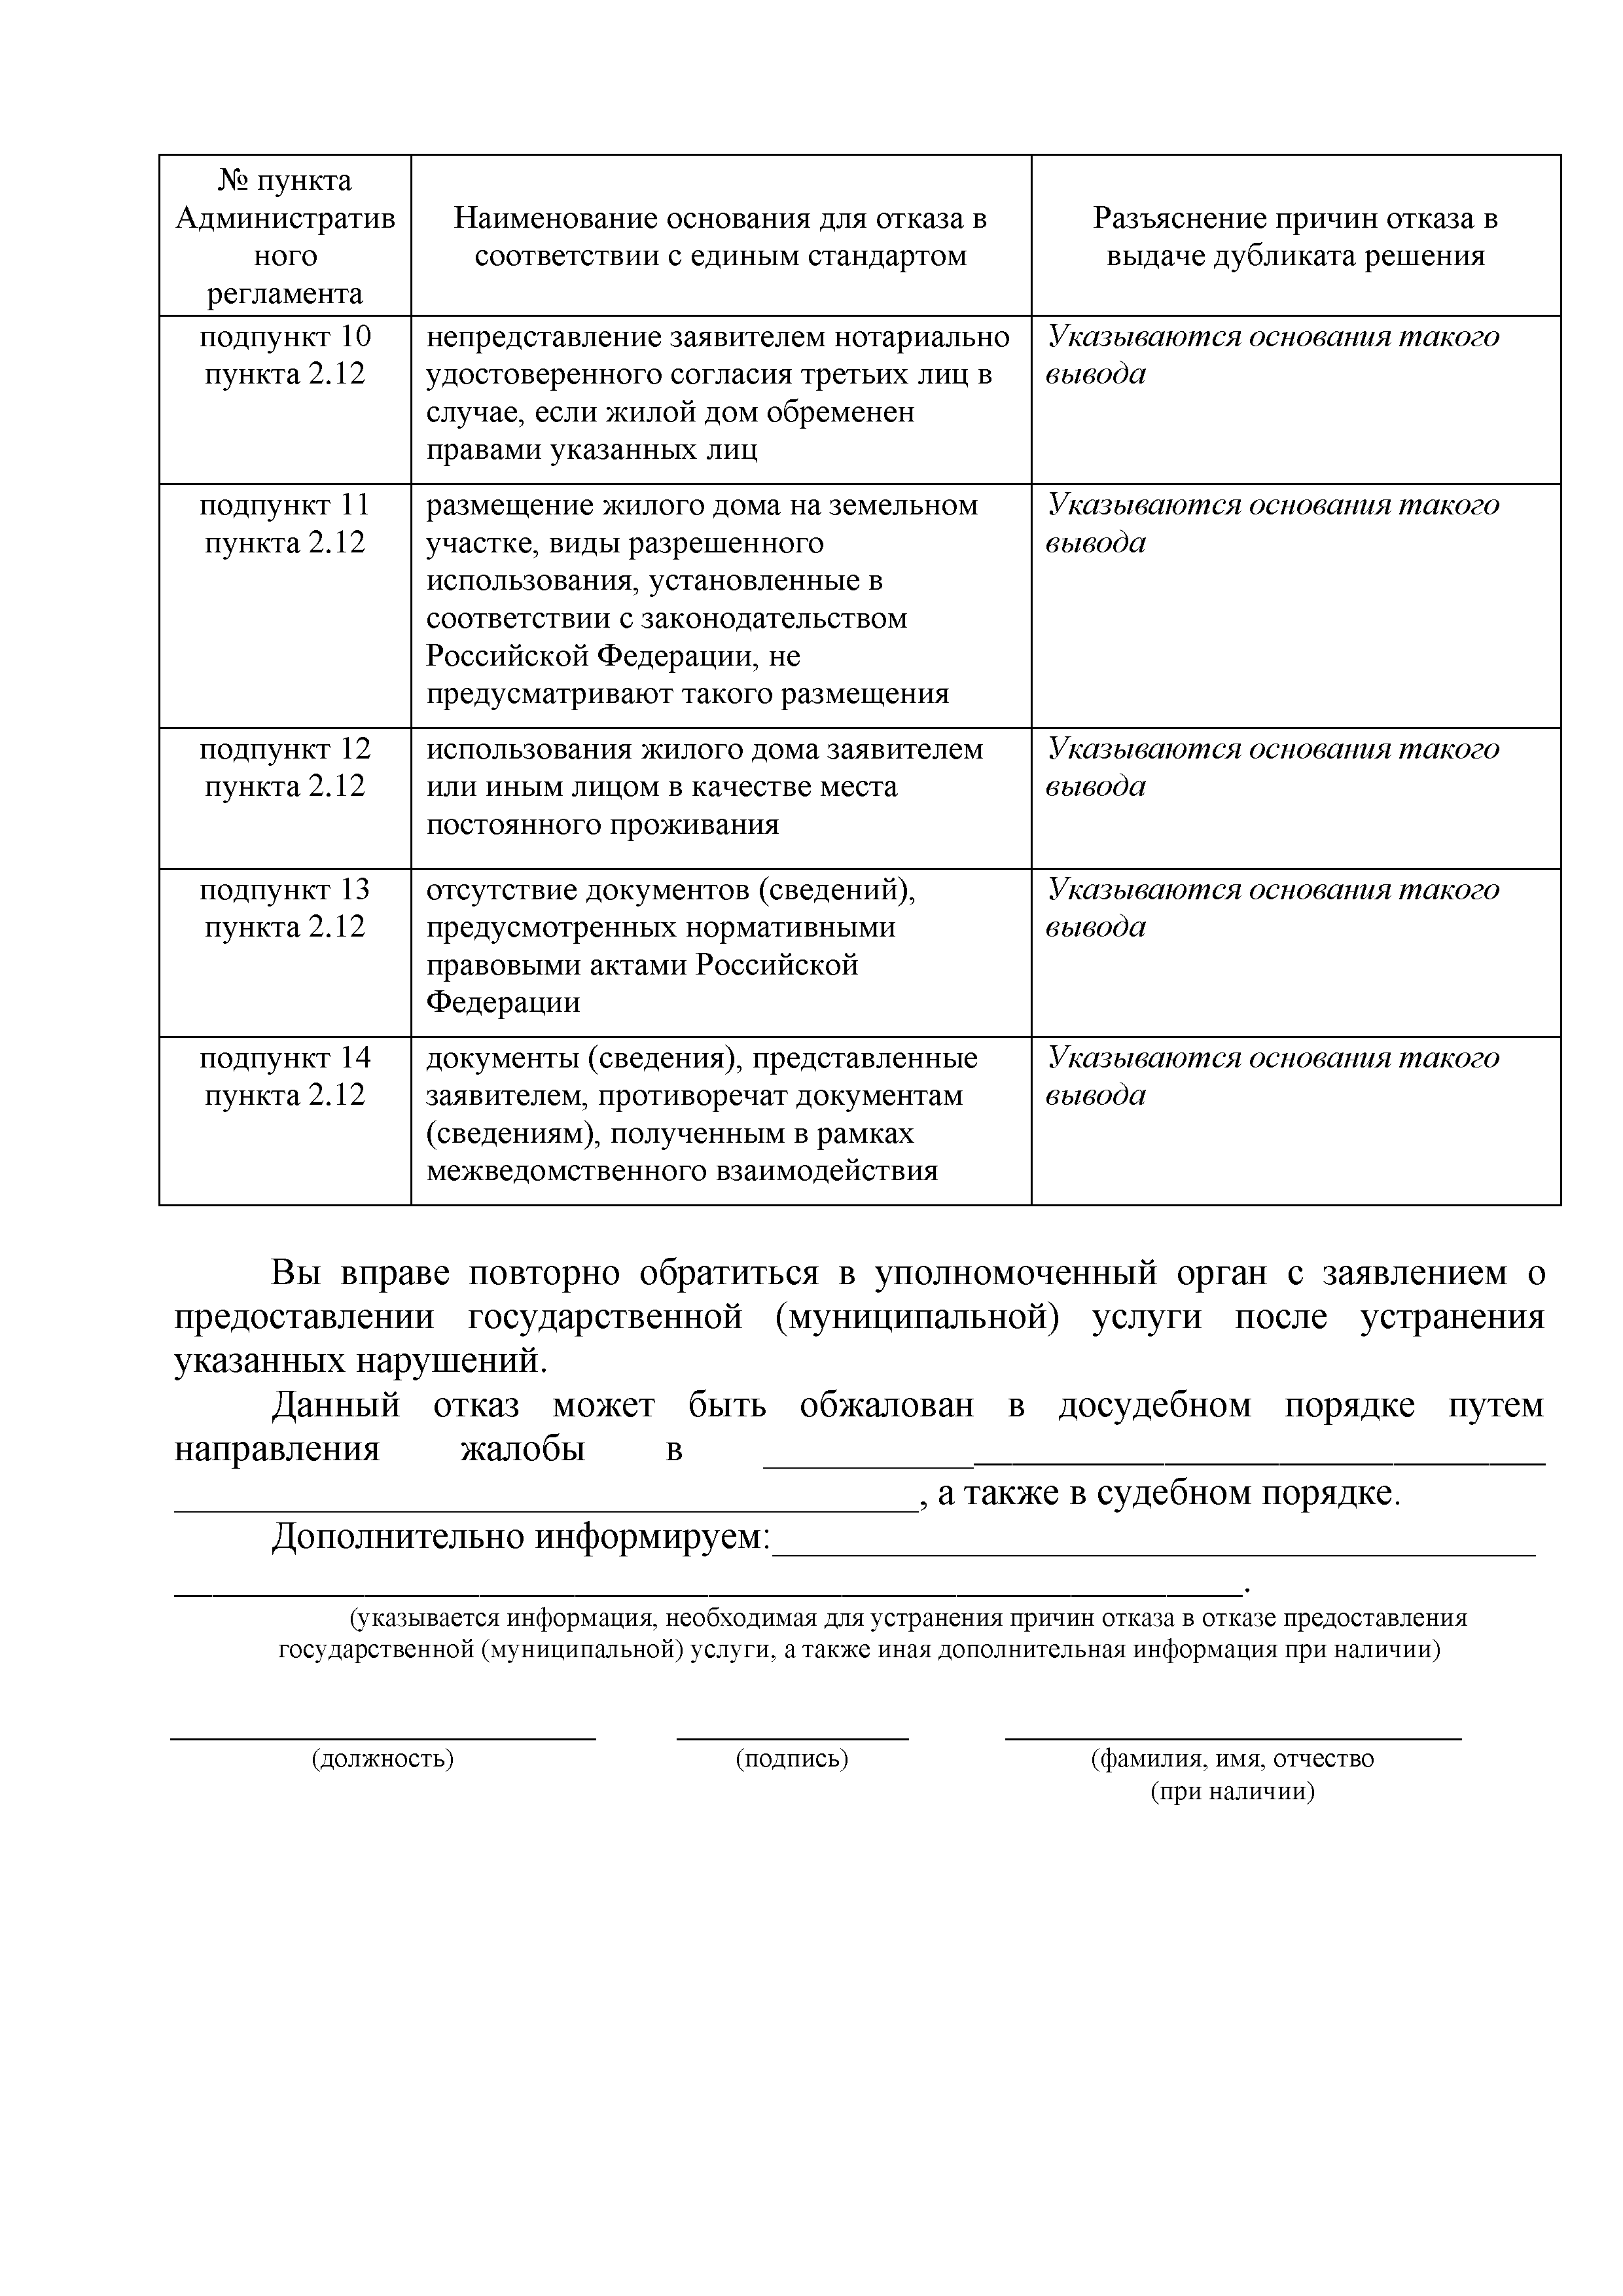 № пункта
Административ
ного
регламента
Наименование основания для отказа в
соответствии с единым стандартом
Разъяснение причин отказа в
выдаче дубликата решения
подпункт 10
пункта 2.12
непредставление заявителем нотариально
удостоверенного согласия третьих лиц в
случае, если жилой дом обременен
правами указанных лиц
Указываются основания такого
вывода
подпункт 11
пункта 2.12
размещение жилого дома на земельном
участке, виды разрешенного
использования, установленные в
соответствии с законодательством
Российской Федерации, не
предусматривают такого размещения
Указываются основания такого
вывода
подпункт 12
пункта 2.12
использования жилого дома заявителем
или иным лицом в качестве места
постоянного проживания
Указываются основания такого
вывода
подпункт 13
пункта 2.12
отсутствие документов (сведений),
предусмотренных нормативными
правовыми актами Российской
Федерации
Указываются основания такого
вывода
подпункт 14
пункта 2.12
документы (сведения), представленные
заявителем, противоречат документам
(сведениям), полученным в рамках
межведомственного взаимодействия
Указываются основания такого
вывода
Вы вправе повторно обратиться в уполномоченный орган с заявлением о
предоставлении государственной (муниципальной) услуги после устранения
указанных нарушений.
Данный отказ может быть обжалован в досудебном порядке путем
направления жалобы в ________________________________________
_______________________________________, а также в судебном порядке.
Дополнительно информируем:________________________________________
________________________________________________________.
(указывается информация, необходимая для устранения причин отказа в отказе предоставления
государственной (муниципальной) услуги, а также иная дополнительная информация при наличии)
(должность)
(подпись)
(фамилия, имя, отчество
(при наличии)